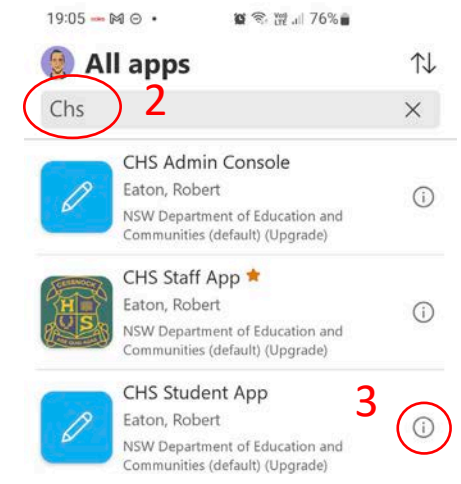 19:05
76%
All apps
Chs
2
CHS Admin Console
Eaton, Robert
NSW Department of Education and
Communities (default) (Upgrade)
CHS Staff App
Eaton, Robert
NSW Department of Education and
Communities (default) (Upgrade)
CESSNOCK
H S
CHS Student App
3
Eaton, Robert
NSW Department of Education and
Communities (default) (Upgrade)